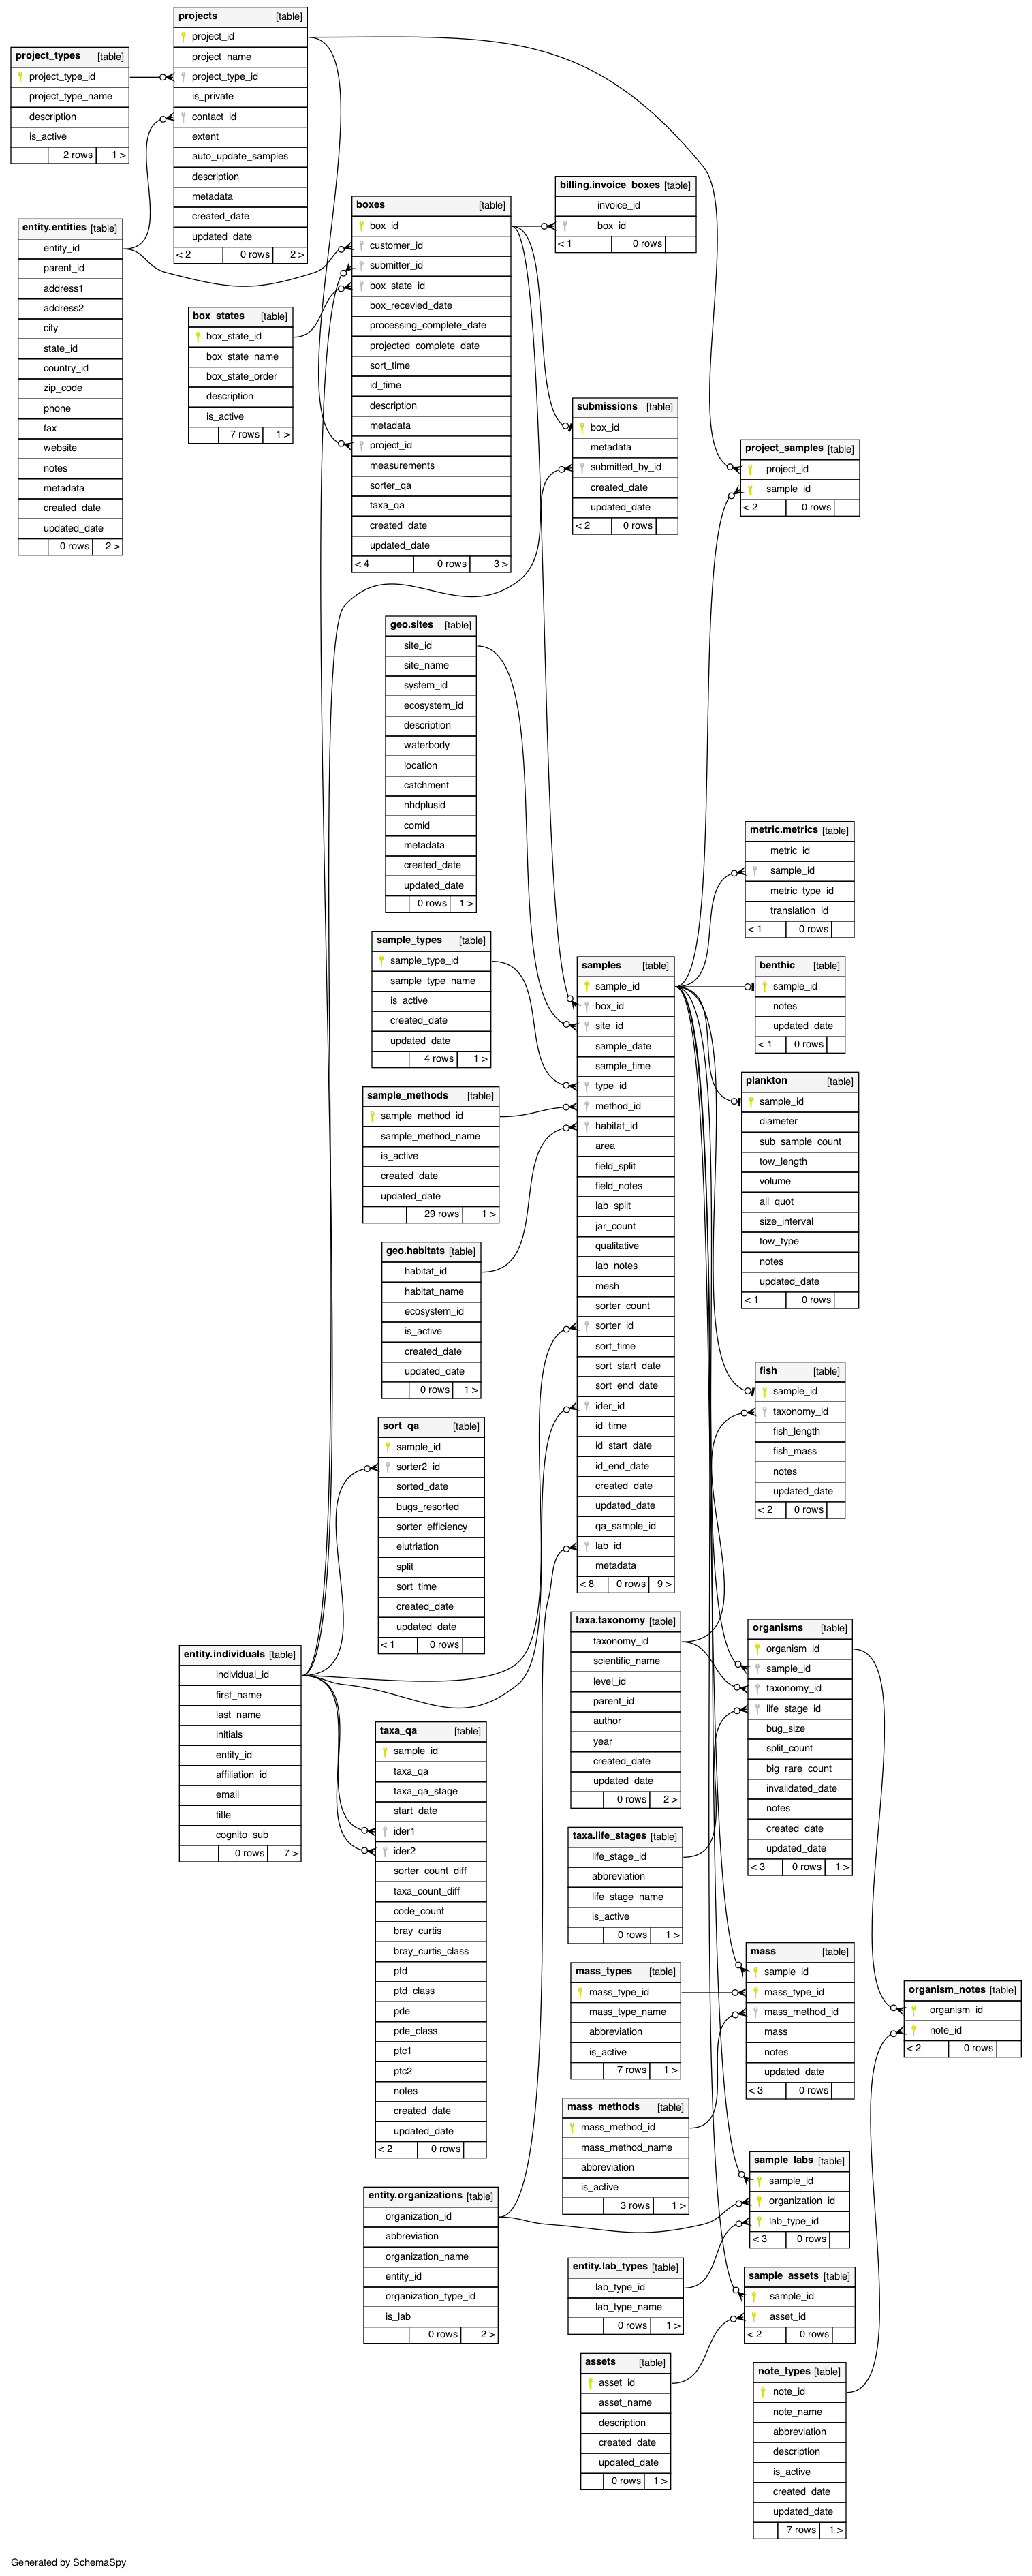 projects [table]
project_id
project_name
project_type_id
is_private
contact_id
extent
auto_update_samples
description
metadata
created_date
updated_date
< 2 0 rows 2 >
project_types [table]
project_type_id
project_type_name
description
is_active
2 rows 1 >
entity.entities [table]
entity_id
parent_id
address1
address2
city
state_id
country_id
zip_code
phone
fax
website
notes
metadata
created_date
updated_date
0 rows 2 >
box_states [table]
box_state_id
box_state_name
box_state_order
description
is_active
7 rows 1 >
boxes [table]
box_id
customer_id
submitter_id
box_state_id
box_recevied_date
processing_complete_date
projected_complete_date
sort_time
id_time
description
metadata
project_id
measurements
sorter_qa
taxa_qa
created_date
updated_date
< 4 0 rows 3 >
billing.invoice_boxes [table]
invoice_id
box_id
< 1 0 rows
submissions [table]
box_id
metadata
submitted_by_id
created_date
updated_date
< 2 0 rows
project_samples [table]
project_id
sample_id
< 2 0 rows
geo.sites [table]
site_id
site_name
system_id
ecosystem_id
description
waterbody
location
catchment
nhdplusid
comid
metadata
created_date
updated_date
0 rows 1 >
sample_types [table]
sample_type_id
sample_type_name
is_active
created_date
updated_date
4 rows 1 >
sample_methods [table]
sample_method_id
sample_method_name
is_active
created_date
updated_date
29 rows 1 >
geo.habitats [table]
habitat_id
habitat_name
ecosystem_id
is_active
created_date
updated_date
0 rows 1 >
sort_qa [table]
sample_id
sorter2_id
sorted_date
bugs_resorted
sorter_efficiency
elutriation
split
sort_time
created_date
updated_date
< 1 0 rows
entity.individuals [table]
individual_id
first_name
last_name
initials
entity_id
affiliation_id
email
title
cognito_sub
0 rows 7 >
taxa_qa [table]
sample_id
taxa_qa
taxa_qa_stage
start_date
ider1
ider2
sorter_count_diff
taxa_count_diff
code_count
bray_curtis
bray_curtis_class
ptd
ptd_class
pde
pde_class
ptc1
ptc2
notes
created_date
updated_date
< 2 0 rows
entity.organizations [table]
organization_id
abbreviation
organization_name
entity_id
organization_type_id
is_lab
0 rows 2 >
samples [table]
sample_id
box_id
site_id
sample_date
sample_time
type_id
method_id
habitat_id
area
field_split
field_notes
lab_split
jar_count
qualitative
lab_notes
mesh
sorter_count
sorter_id
sort_time
sort_start_date
sort_end_date
ider_id
id_time
id_start_date
id_end_date
created_date
updated_date
qa_sample_id
lab_id
metadata
< 8 0 rows 9 >
taxa.taxonomy [table]
taxonomy_id
scientific_name
level_id
parent_id
author
year
created_date
updated_date
0 rows 2 >
taxa.life_stages [table]
life_stage_id
abbreviation
life_stage_name
is_active
0 rows 1 >
mass_types [table]
mass_type_id
mass_type_name
abbreviation
is_active
7 rows 1 >
mass_methods [table]
mass_method_id
mass_method_name
abbreviation
is_active
3 rows 1 >
entity.lab_types [table]
lab_type_id
lab_type_name
0 rows 1 >
assets [table]
asset_id
asset_name
description
created_date
updated_date
0 rows 1 >
metric.metrics [table]
metric_id
sample_id
metric_type_id
translation_id
< 1 0 rows
benthic [table]
sample_id
notes
updated_date
< 1 0 rows
plankton [table]
sample_id
diameter
sub_sample_count
tow_length
volume
all_quot
size_interval
tow_type
notes
updated_date
< 1 0 rows
fish [table]
sample_id
taxonomy_id
fish_length
fish_mass
notes
updated_date
< 2 0 rows
organisms [table]
organism_id
sample_id
taxonomy_id
life_stage_id
bug_size
split_count
big_rare_count
invalidated_date
notes
created_date
updated_date
< 3 0 rows 1 >
mass [table]
sample_id
mass_type_id
mass_method_id
mass
notes
updated_date
< 3 0 rows
organism_notes [table]
organism_id
note_id
< 2 0 rows
sample_labs [table]
sample_id
organization_id
lab_type_id
< 3 0 rows
sample_assets [table]
sample_id
asset_id
< 2 0 rows
note_types [table]
note_id
note_name
abbreviation
description
is_active
created_date
updated_date
7 rows 1 >
Generated by SchemaSpy